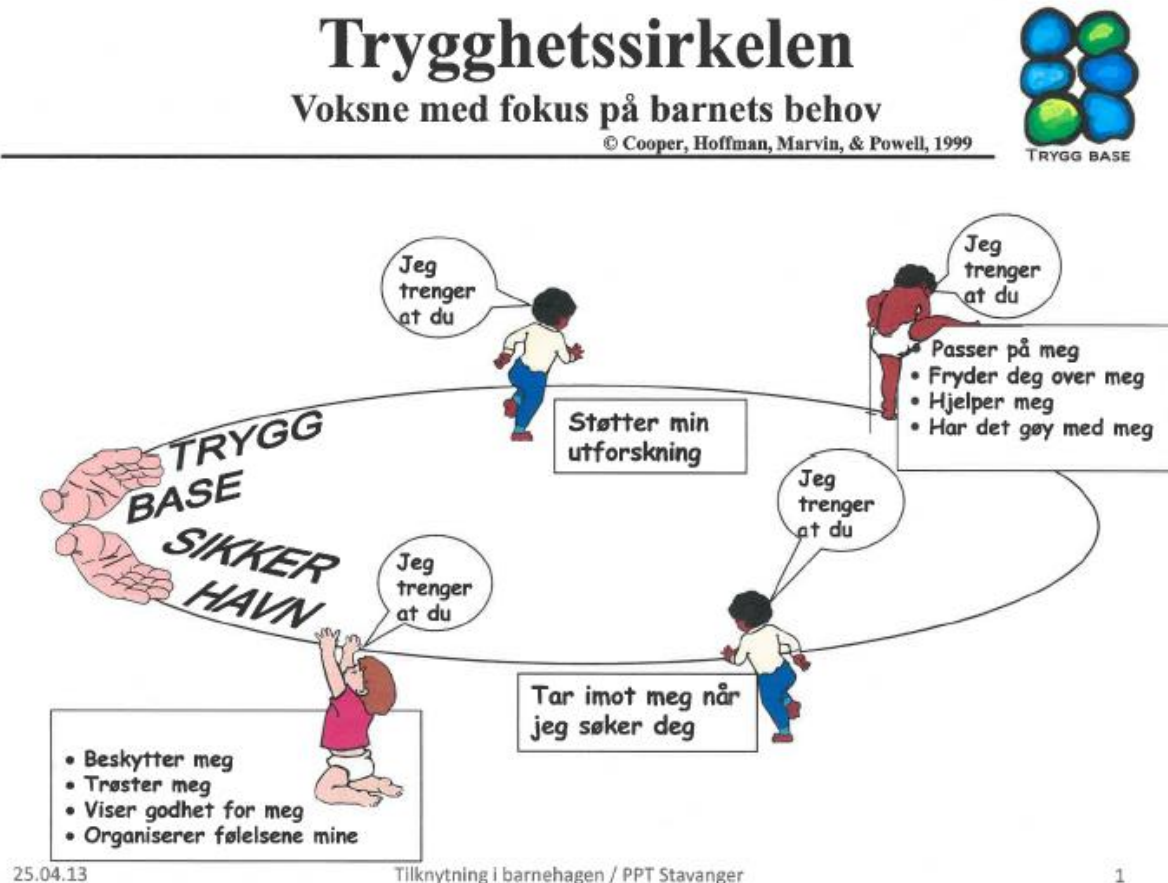 Trygghetssirkelen
Voksne med fokus på barnets behov
© Cooper, Hoffman, Marvin, & Powell, 1999
TRYGG BASE
Jeg
trenger
at du
Støtter min
utforskning
Jeg
trenger
at du
• Passer på meg
• Fryder deg over meg
• Hjelper meg
• Har det gøy med meg
TRYGG
BASE
SIKKER
HAVN
Jeg
trenger
at du
Tar imot meg når
jeg søker deg
Jeg
trenger
at du
• Beskytter meg
• Trøster meg
• Viser godhet for meg
• Organiserer følelsene mine
25.04.13
Tilknytning i barnehagen / PPT Stavanger
1